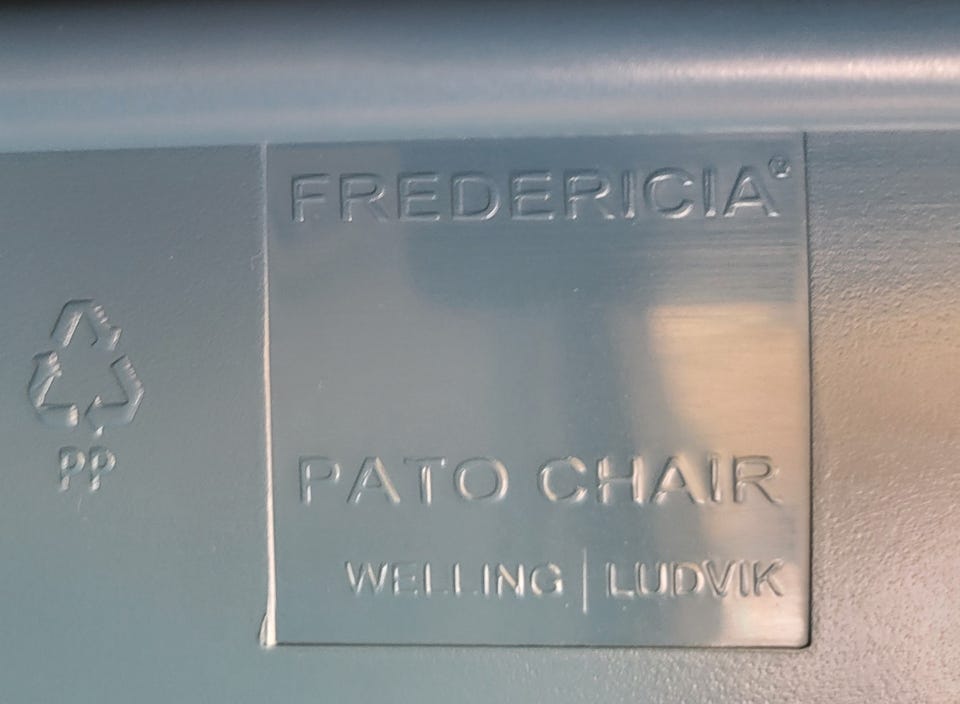 FREDERICIA®
PP
PATO CHAIR
WELLING | LUDVIK